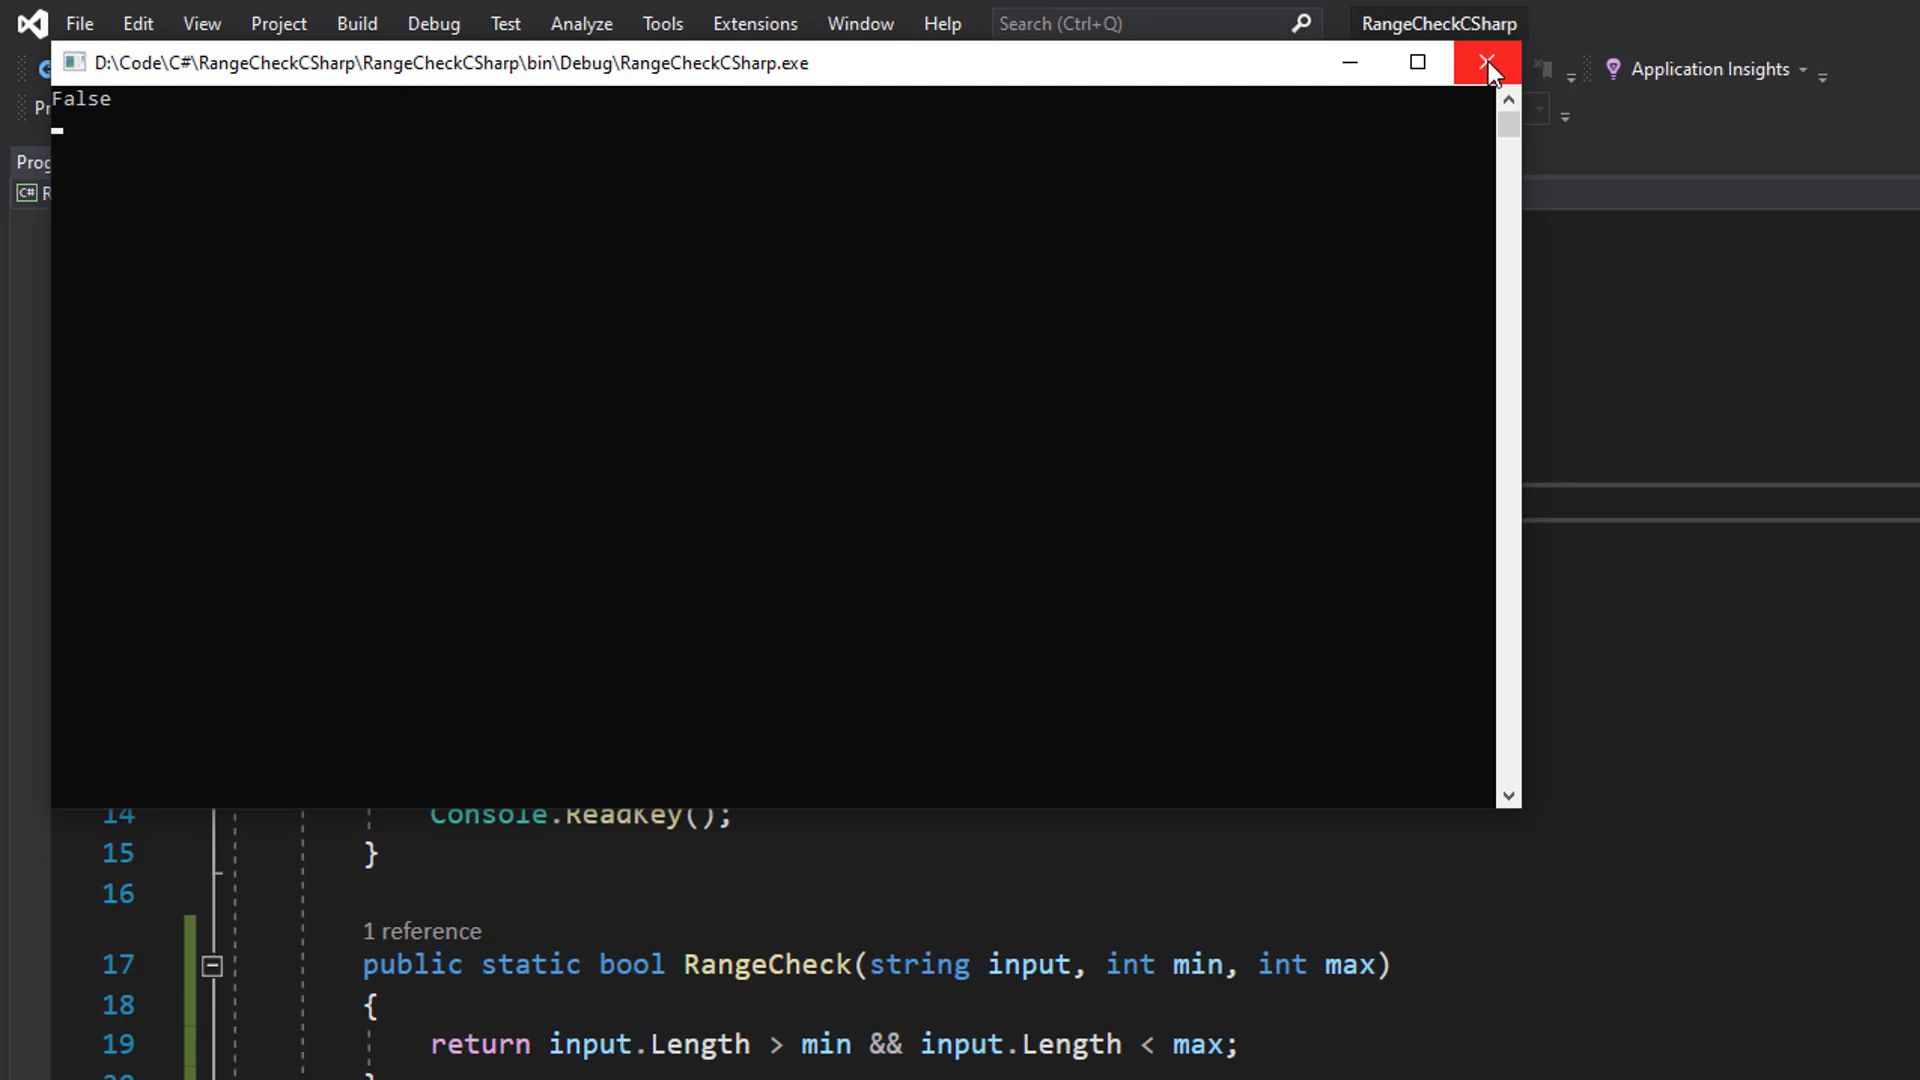 File Edit View Project Build Debug Test Analyze Tools Extensions Window Help Search (Ctrl+Q) RangeCheckCSharp
D:\Code\C#\RangeCheckCSharp\RangeCheckCSharp\bin\Debug\RangeCheckCSharp.exe
Application Insights
False
Pr
Prog
C# R
14 Console.ReadKey();
15 }
16
1 reference
17 public static bool RangeCheck(string input, int min, int max)
18 {
19 return input.Length > min && input.Length < max;